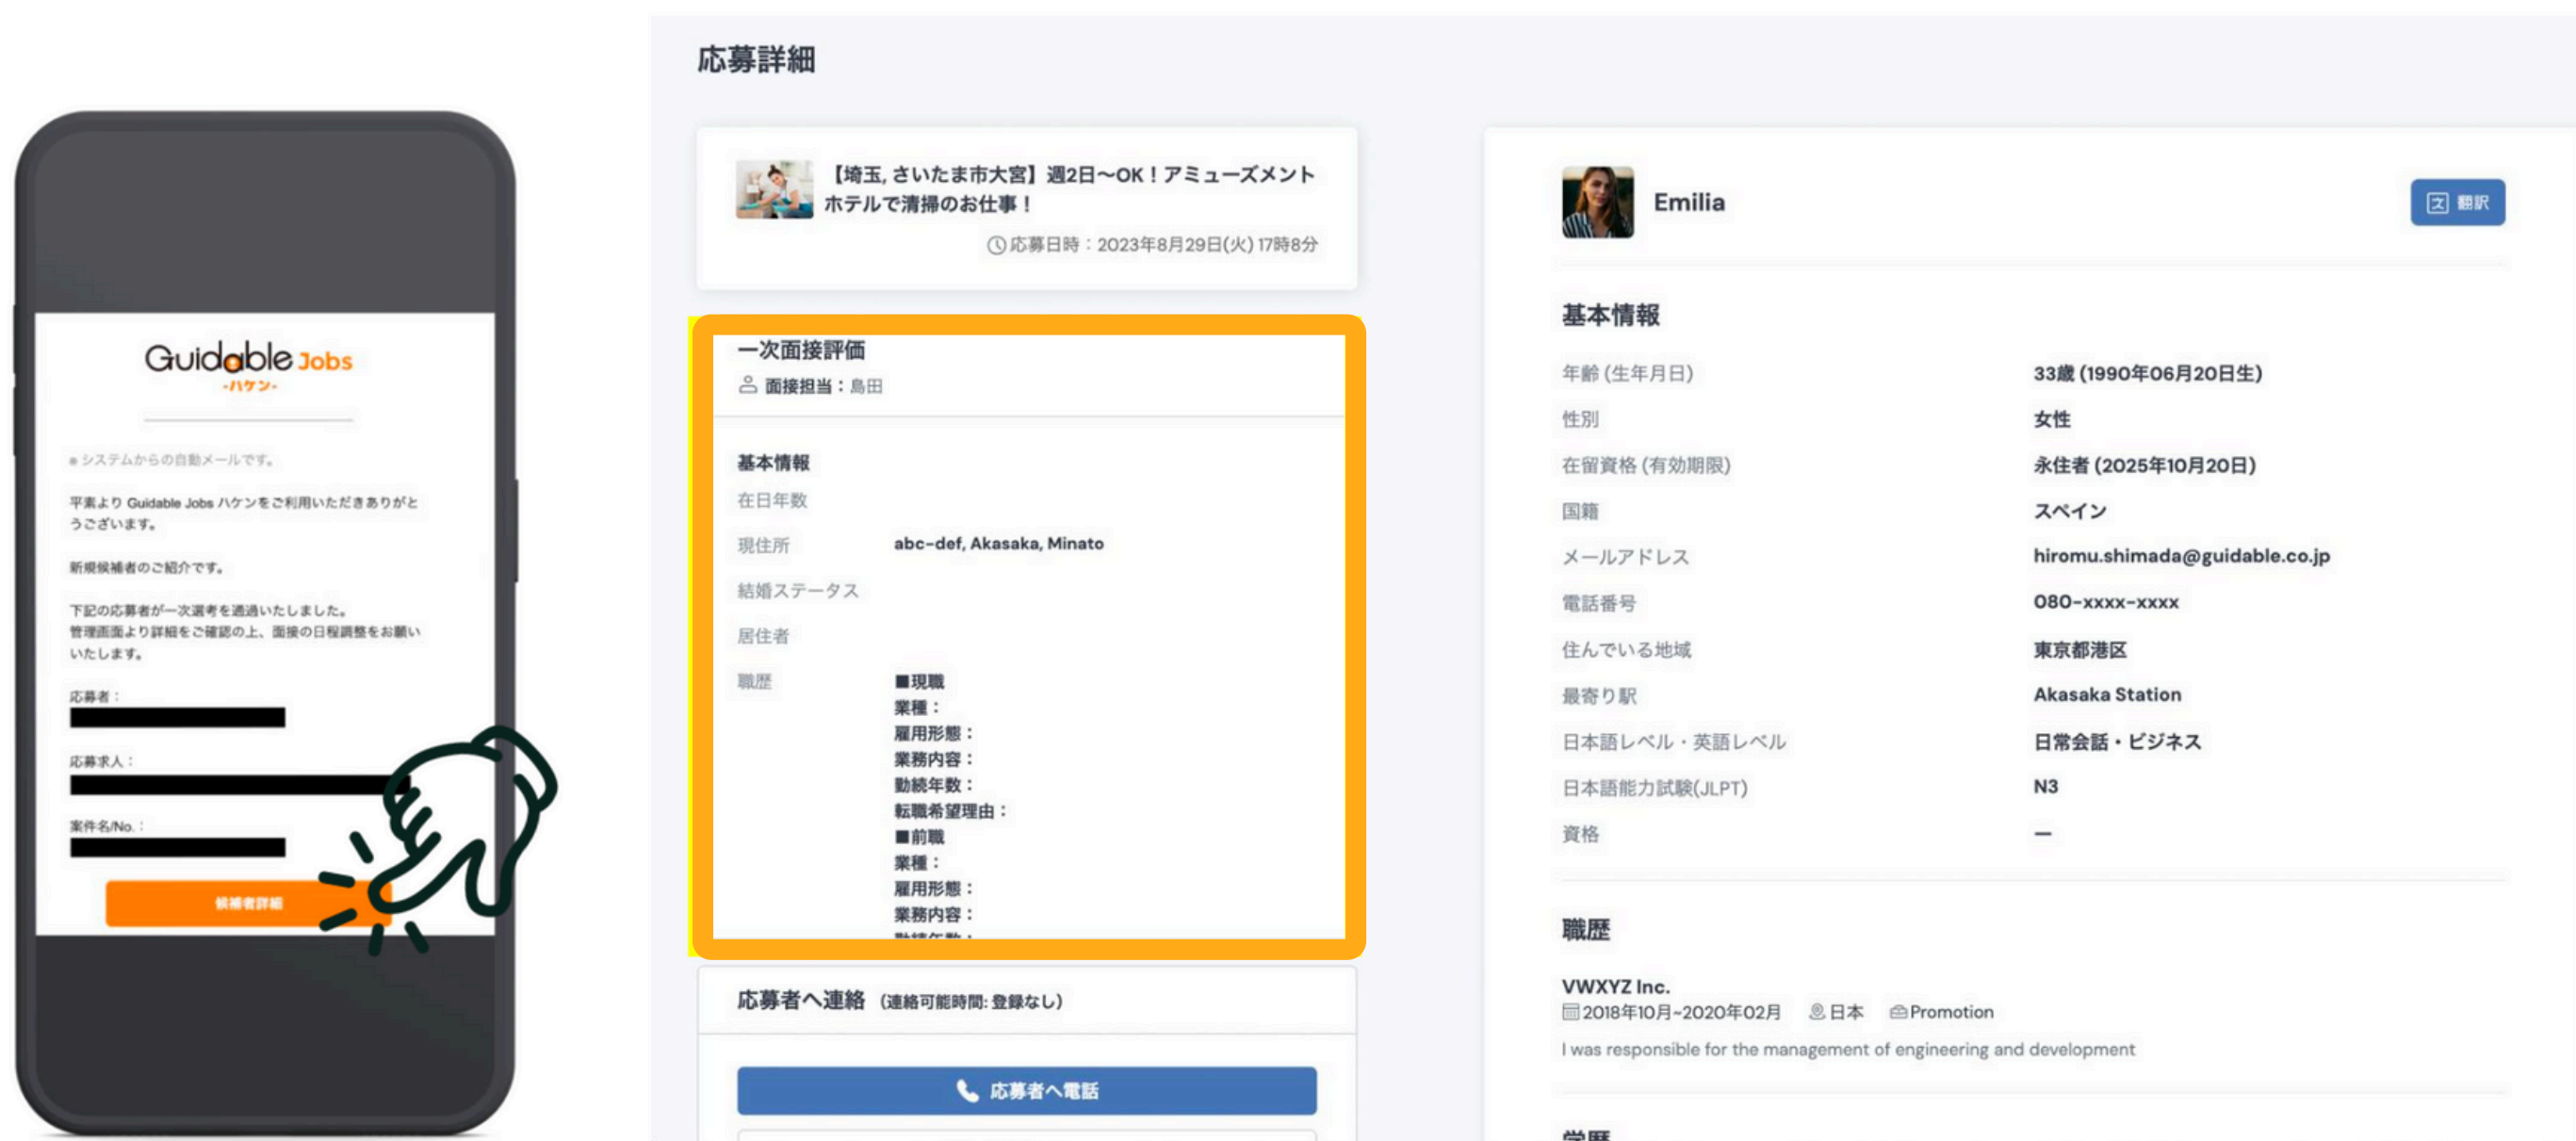 Guidable Jobs
-ハケン-
※システムからの自動メールです。
平素より Guidable Jobs ハケンをご利用いただきありがと
うございます。
新規候補者のご紹介です。
下記の応募者が一次選考を通過いたしました。
管理画面より詳細をご確認の上、面接の日程調整をお願い
いたします。
応募者：
応募求人：
案件名/No.：
候補者詳細
応募詳細
【埼玉, さいたま市大宮】週2日〜OK！アミューズメント
ホテルで清掃のお仕事！
応募日時：2023年8月29日(火) 17時8分
一次面接評価
面接担当：島田
基本情報
在日年数
現住所 abc-def, Akasaka, Minato
結婚ステータス
居住者
職歴 ■現職
業種：
雇用形態：
業務内容：
勤続年数：
転職希望理由：
■前職
業種：
雇用形態：
業務内容：
勤続年数：
応募者へ連絡 (連絡可能時間: 登録なし)
応募者へ電話
Emilia
翻訳
基本情報
年齢 (生年月日) 33歳 (1990年06月20日生)
性別 女性
在留資格 (有効期限) 永住者 (2025年10月20日)
国籍 スペイン
メールアドレス hiromu.shimada@guidable.co.jp
電話番号 080-xxxx-xxxx
住んでいる地域 東京都港区
最寄り駅 Akasaka Station
日本語レベル・英語レベル 日常会話・ビジネス
日本語能力試験(JLPT) N3
資格 —
職歴
VWXYZ Inc.
2018年10月~2020年02月 日本 Promotion
I was responsible for the management of engineering and development
学歴